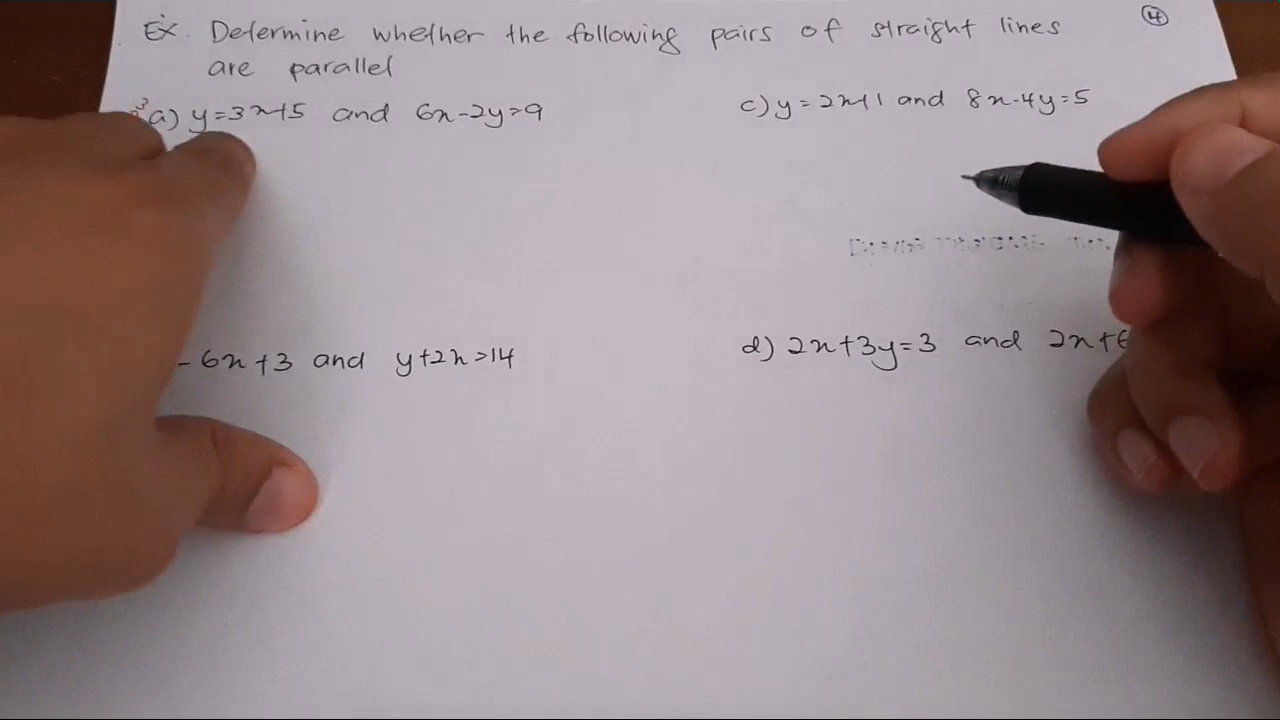 Ex. Determine whether the following pairs of straight lines
are parallel
④
3
a) y=3x+5 and 6x-2y=9
c) y=2x+1 and 8x-4y=5
-6x+3 and y+2x=14
d) 2x+3y=3 and 2x+6